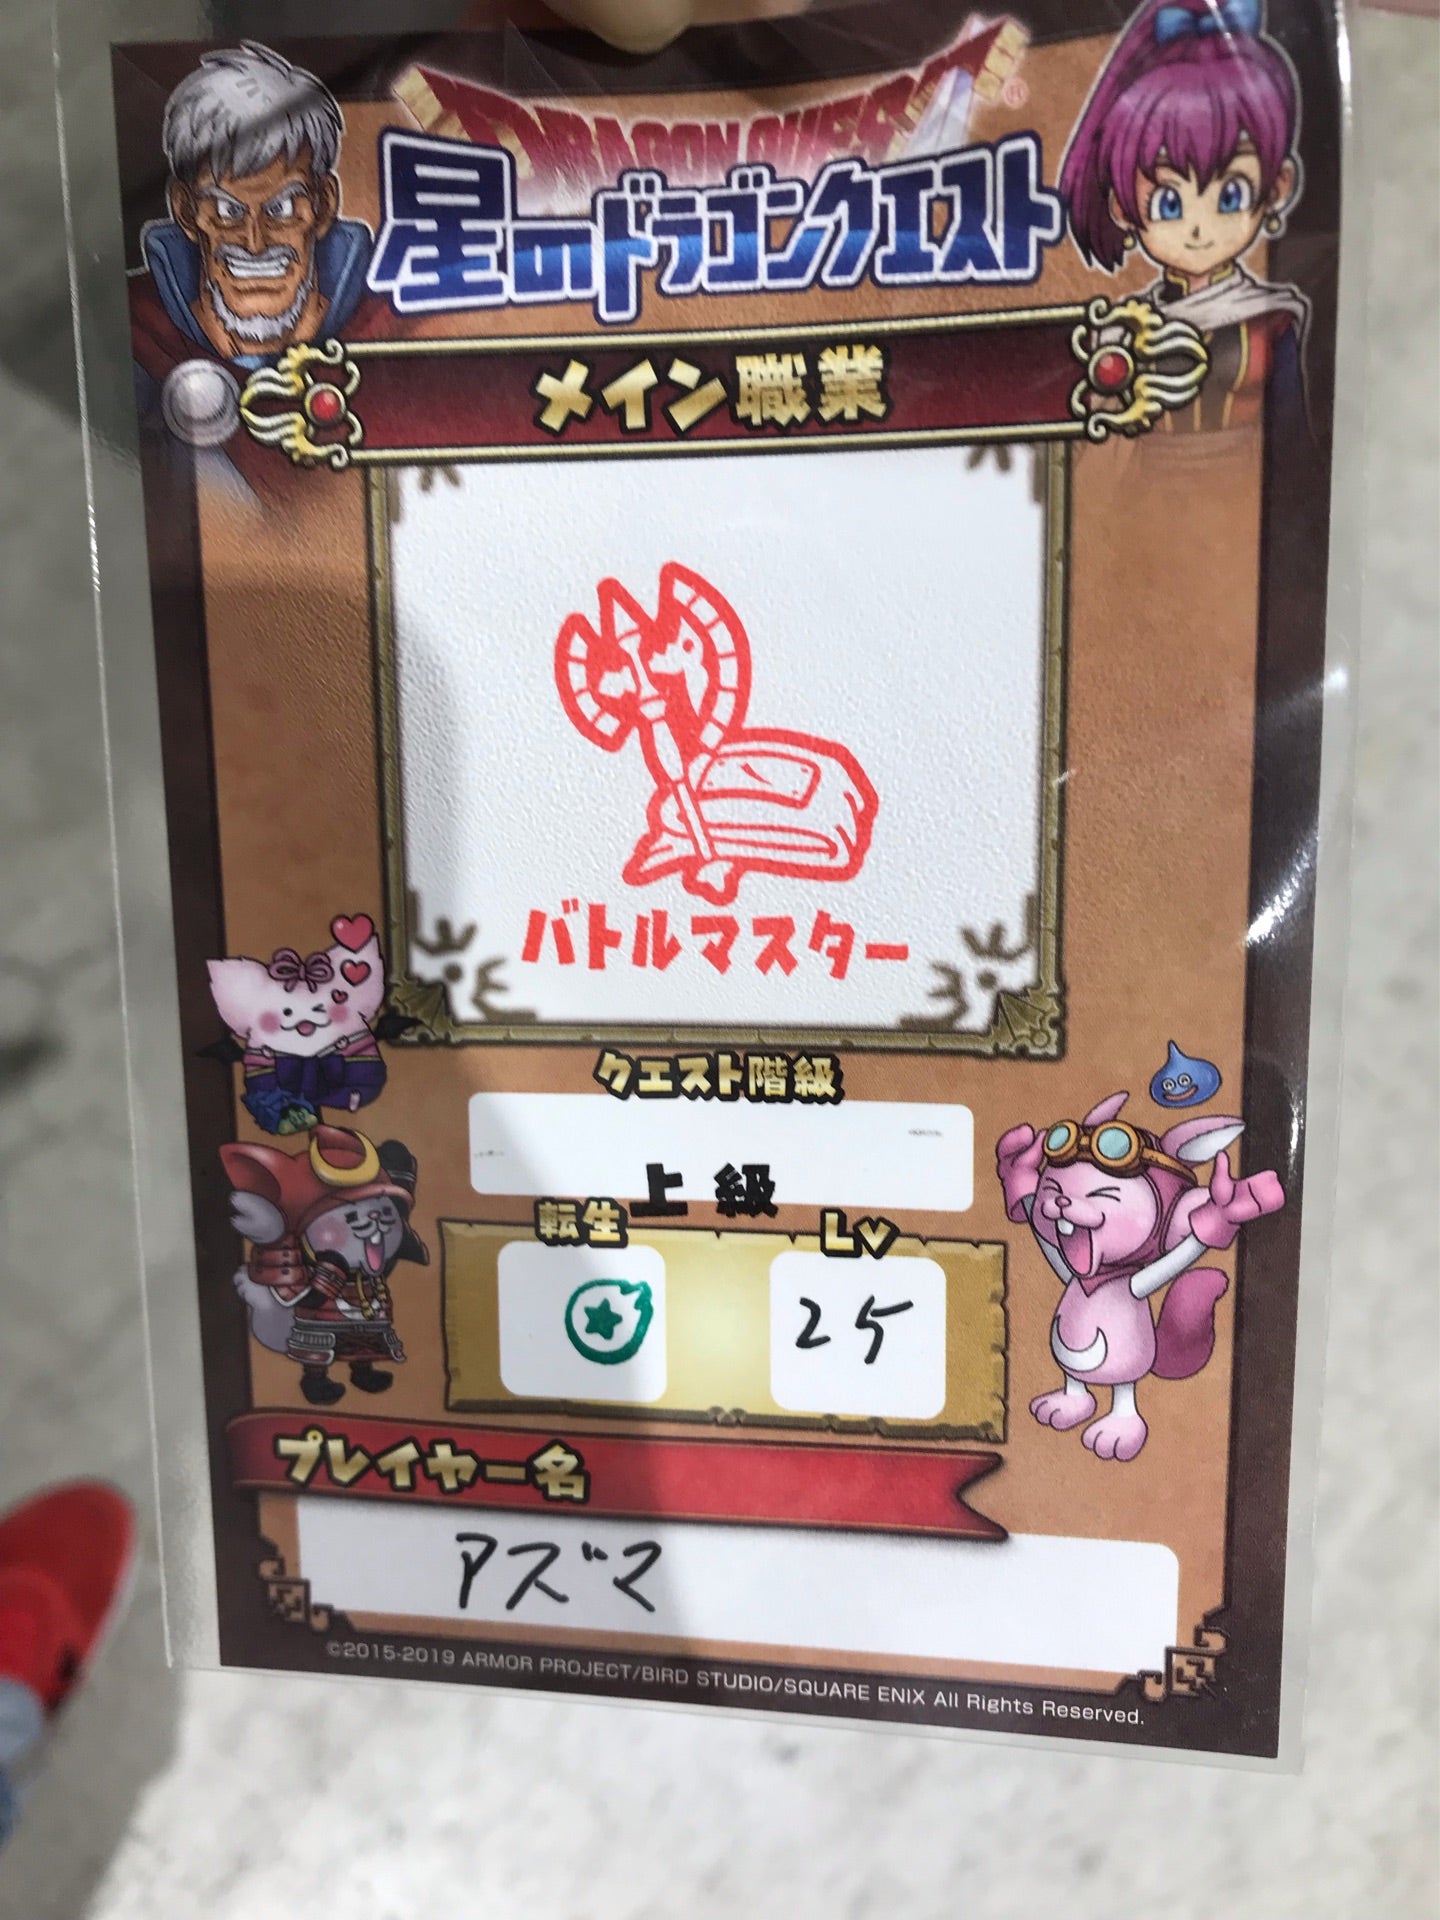 DRAGON QUEST®
星のドラゴンクエスト
メイン職業
バトルマスター
クエスト階級
上級
転生
Lv
25
プレイヤー名
アズマ
©2015-2019 ARMOR PROJECT/BIRD STUDIO/SQUARE ENIX All Rights Reserved.